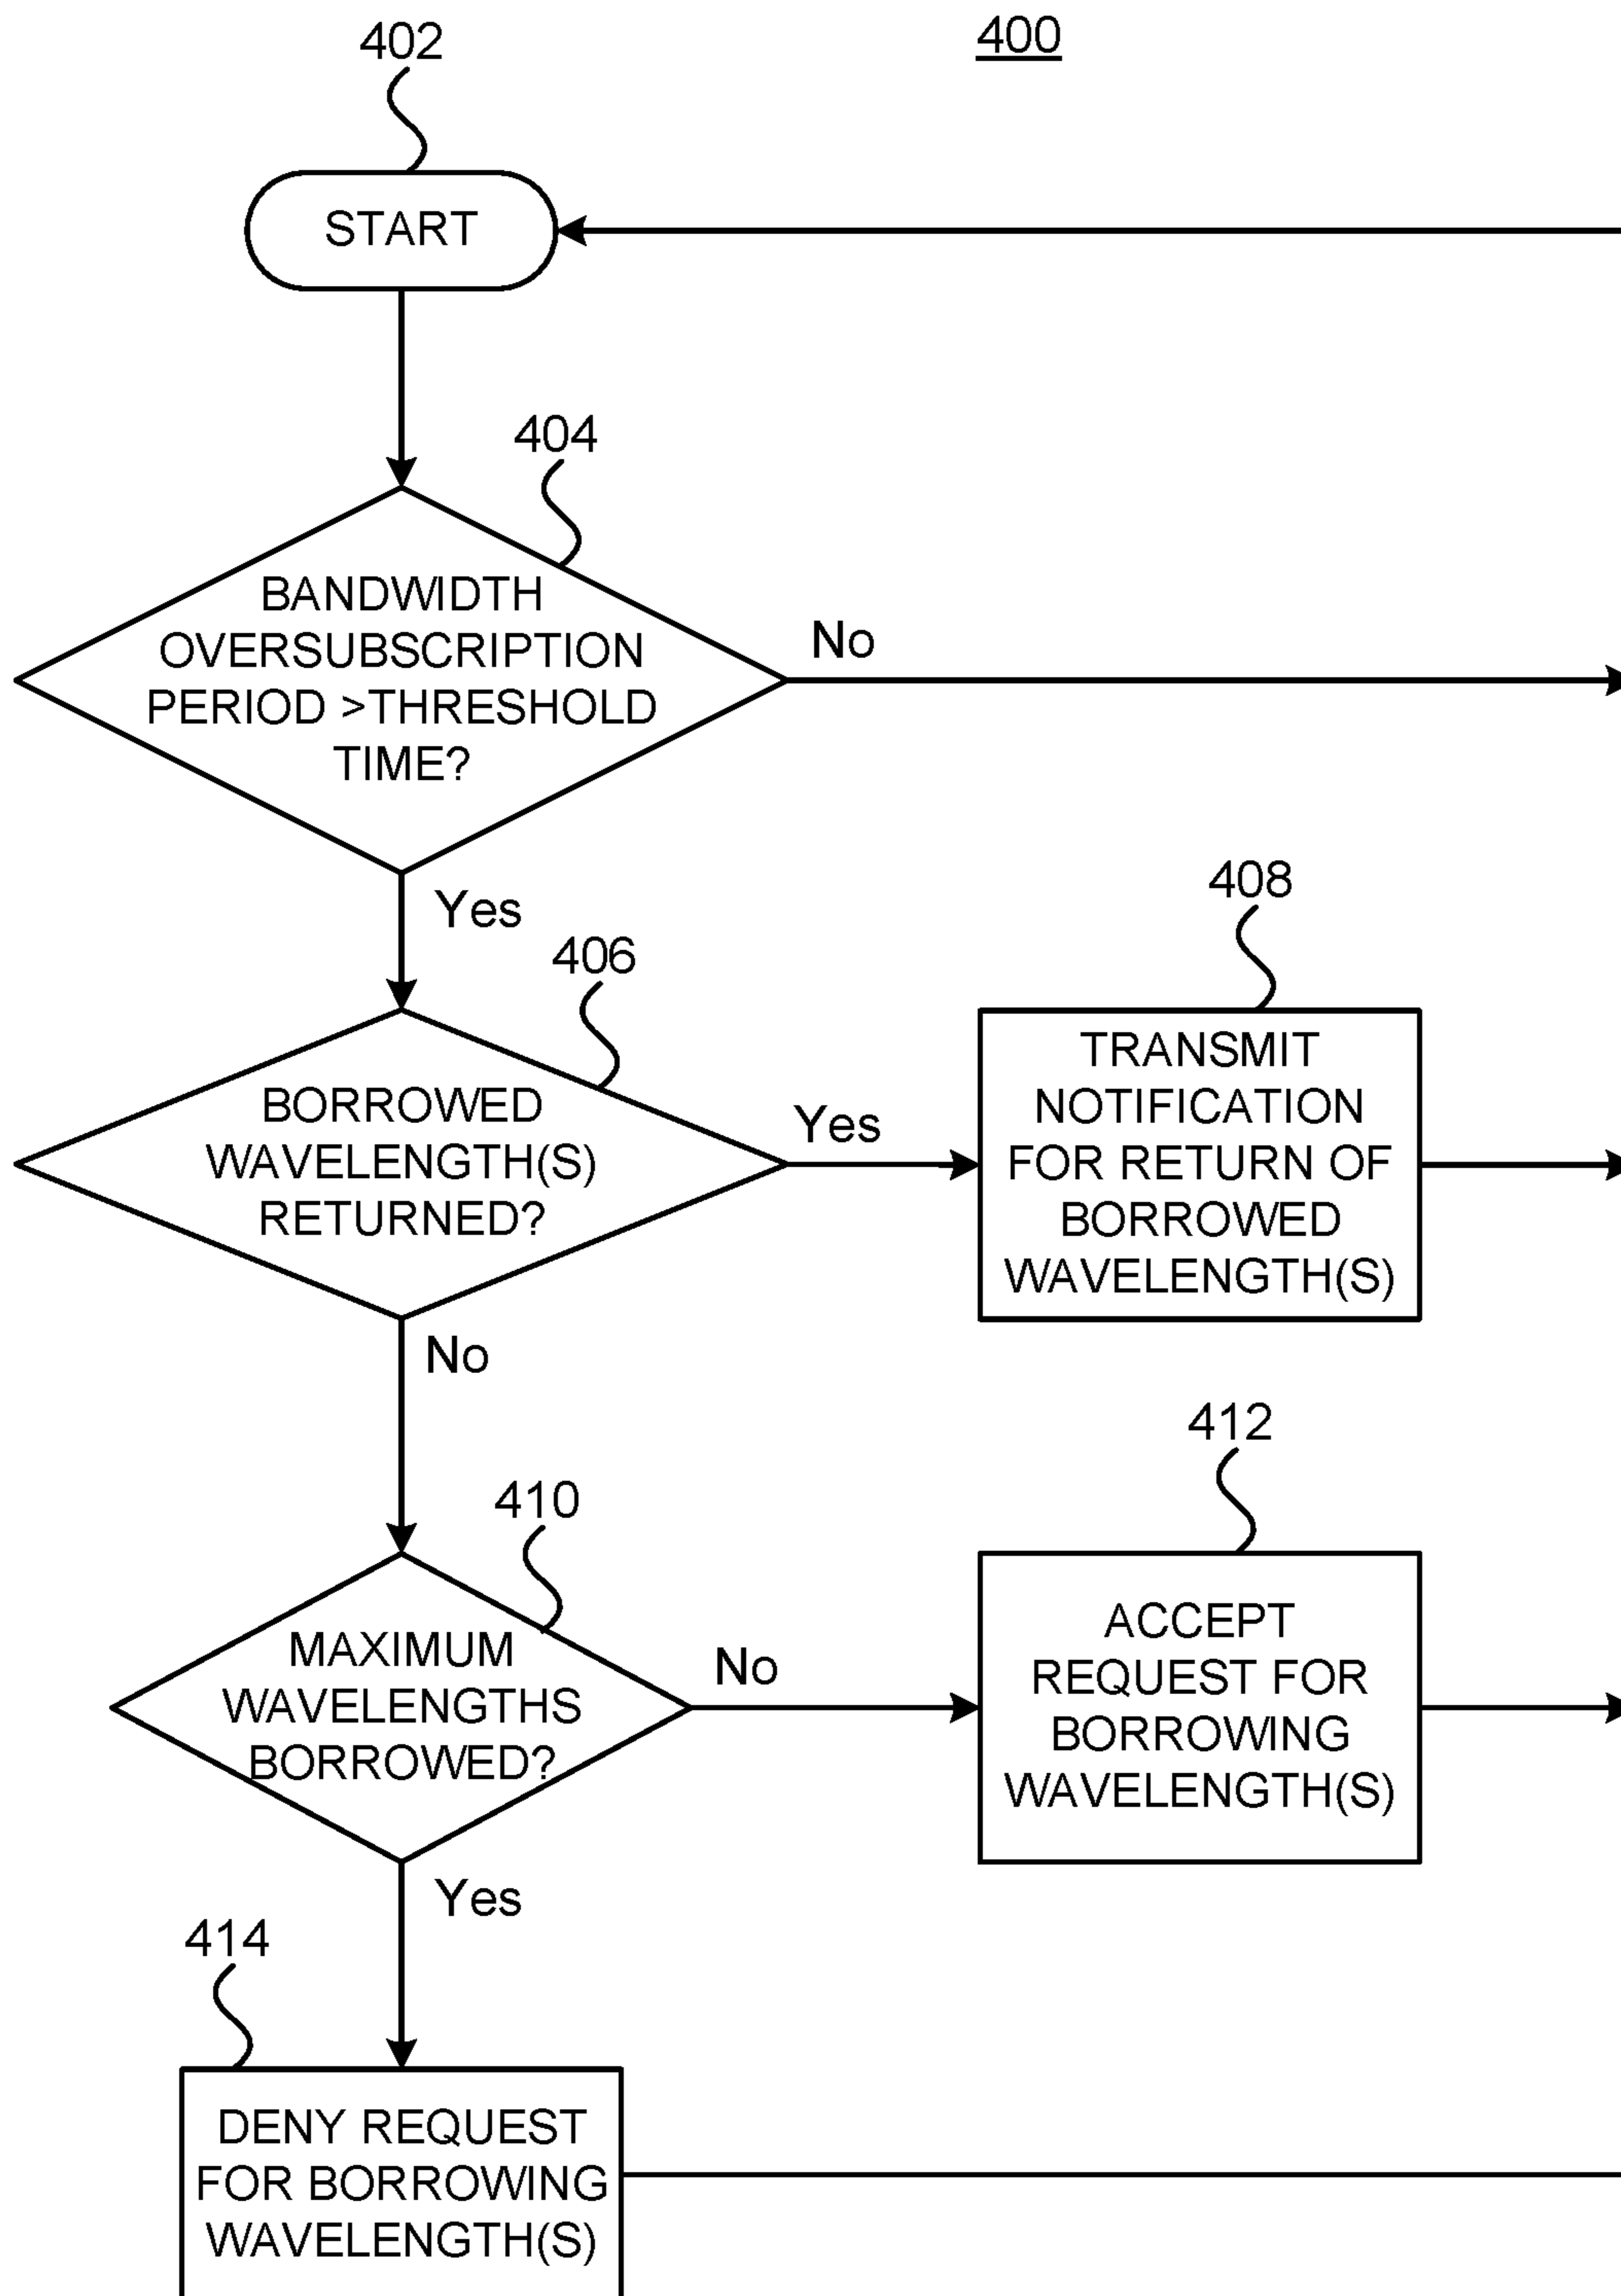 402
400
START
404
BANDWIDTH
OVERSUBSCRIPTION
PERIOD >THRESHOLD
TIME?
No
Yes
406
408
BORROWED
WAVELENGTH(S)
RETURNED?
Yes
TRANSMIT
NOTIFICATION
FOR RETURN OF
BORROWED
WAVELENGTH(S)
No
410
412
MAXIMUM
WAVELENGTHS
BORROWED?
No
ACCEPT
REQUEST FOR
BORROWING
WAVELENGTH(S)
Yes
414
DENY REQUEST
FOR BORROWING
WAVELENGTH(S)